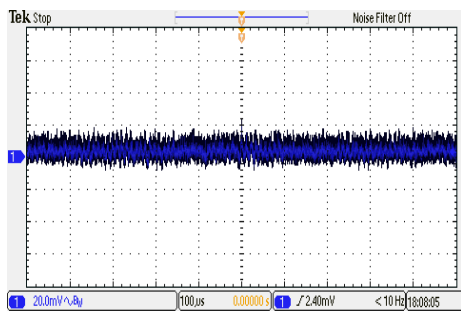 Tek Stop Noise Filter Off
1
1 20.0mV∿BW 100µs 0.00000 s 1 ƒ 2.40mV < 10 Hz 18:08:05